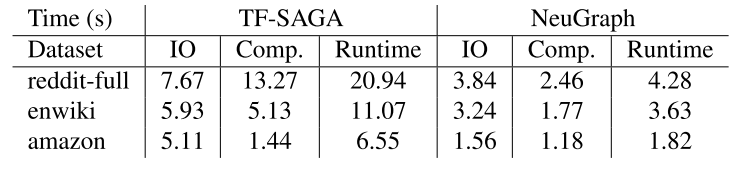 Time (s) TF-SAGA NeuGraph
Dataset IO Comp. Runtime IO Comp. Runtime
reddit-full 7.67 13.27 20.94 3.84 2.46 4.28
enwiki 5.93 5.13 11.07 3.24 1.77 3.63
amazon 5.11 1.44 6.55 1.56 1.18 1.82